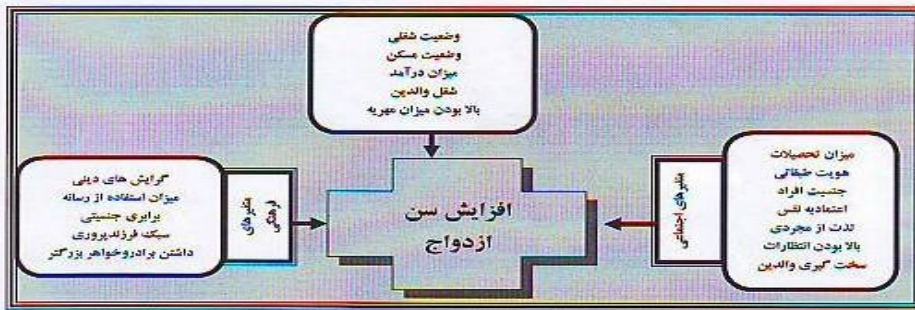 وضعیت شغلی
وضعیت مسکن
میزان درآمد
شغل والدین
بالا بودن میزان مهریه
میزان تحصیلات
هویت طبقاتی
جنسیت افراد
اعتمادبه نفس
لذت از مجردی
بالا بودن انتظارات
سخت گیری والدین
متغیرهای اجتماعی
افزایش سن
ازدواج
متغیرهای
فرهنگی
گرایش های دینی
میزان استفاده از رسانه
برابری جنسیتی
سبک فرزندپروری
داشتن برادروخواهر بزرگتر